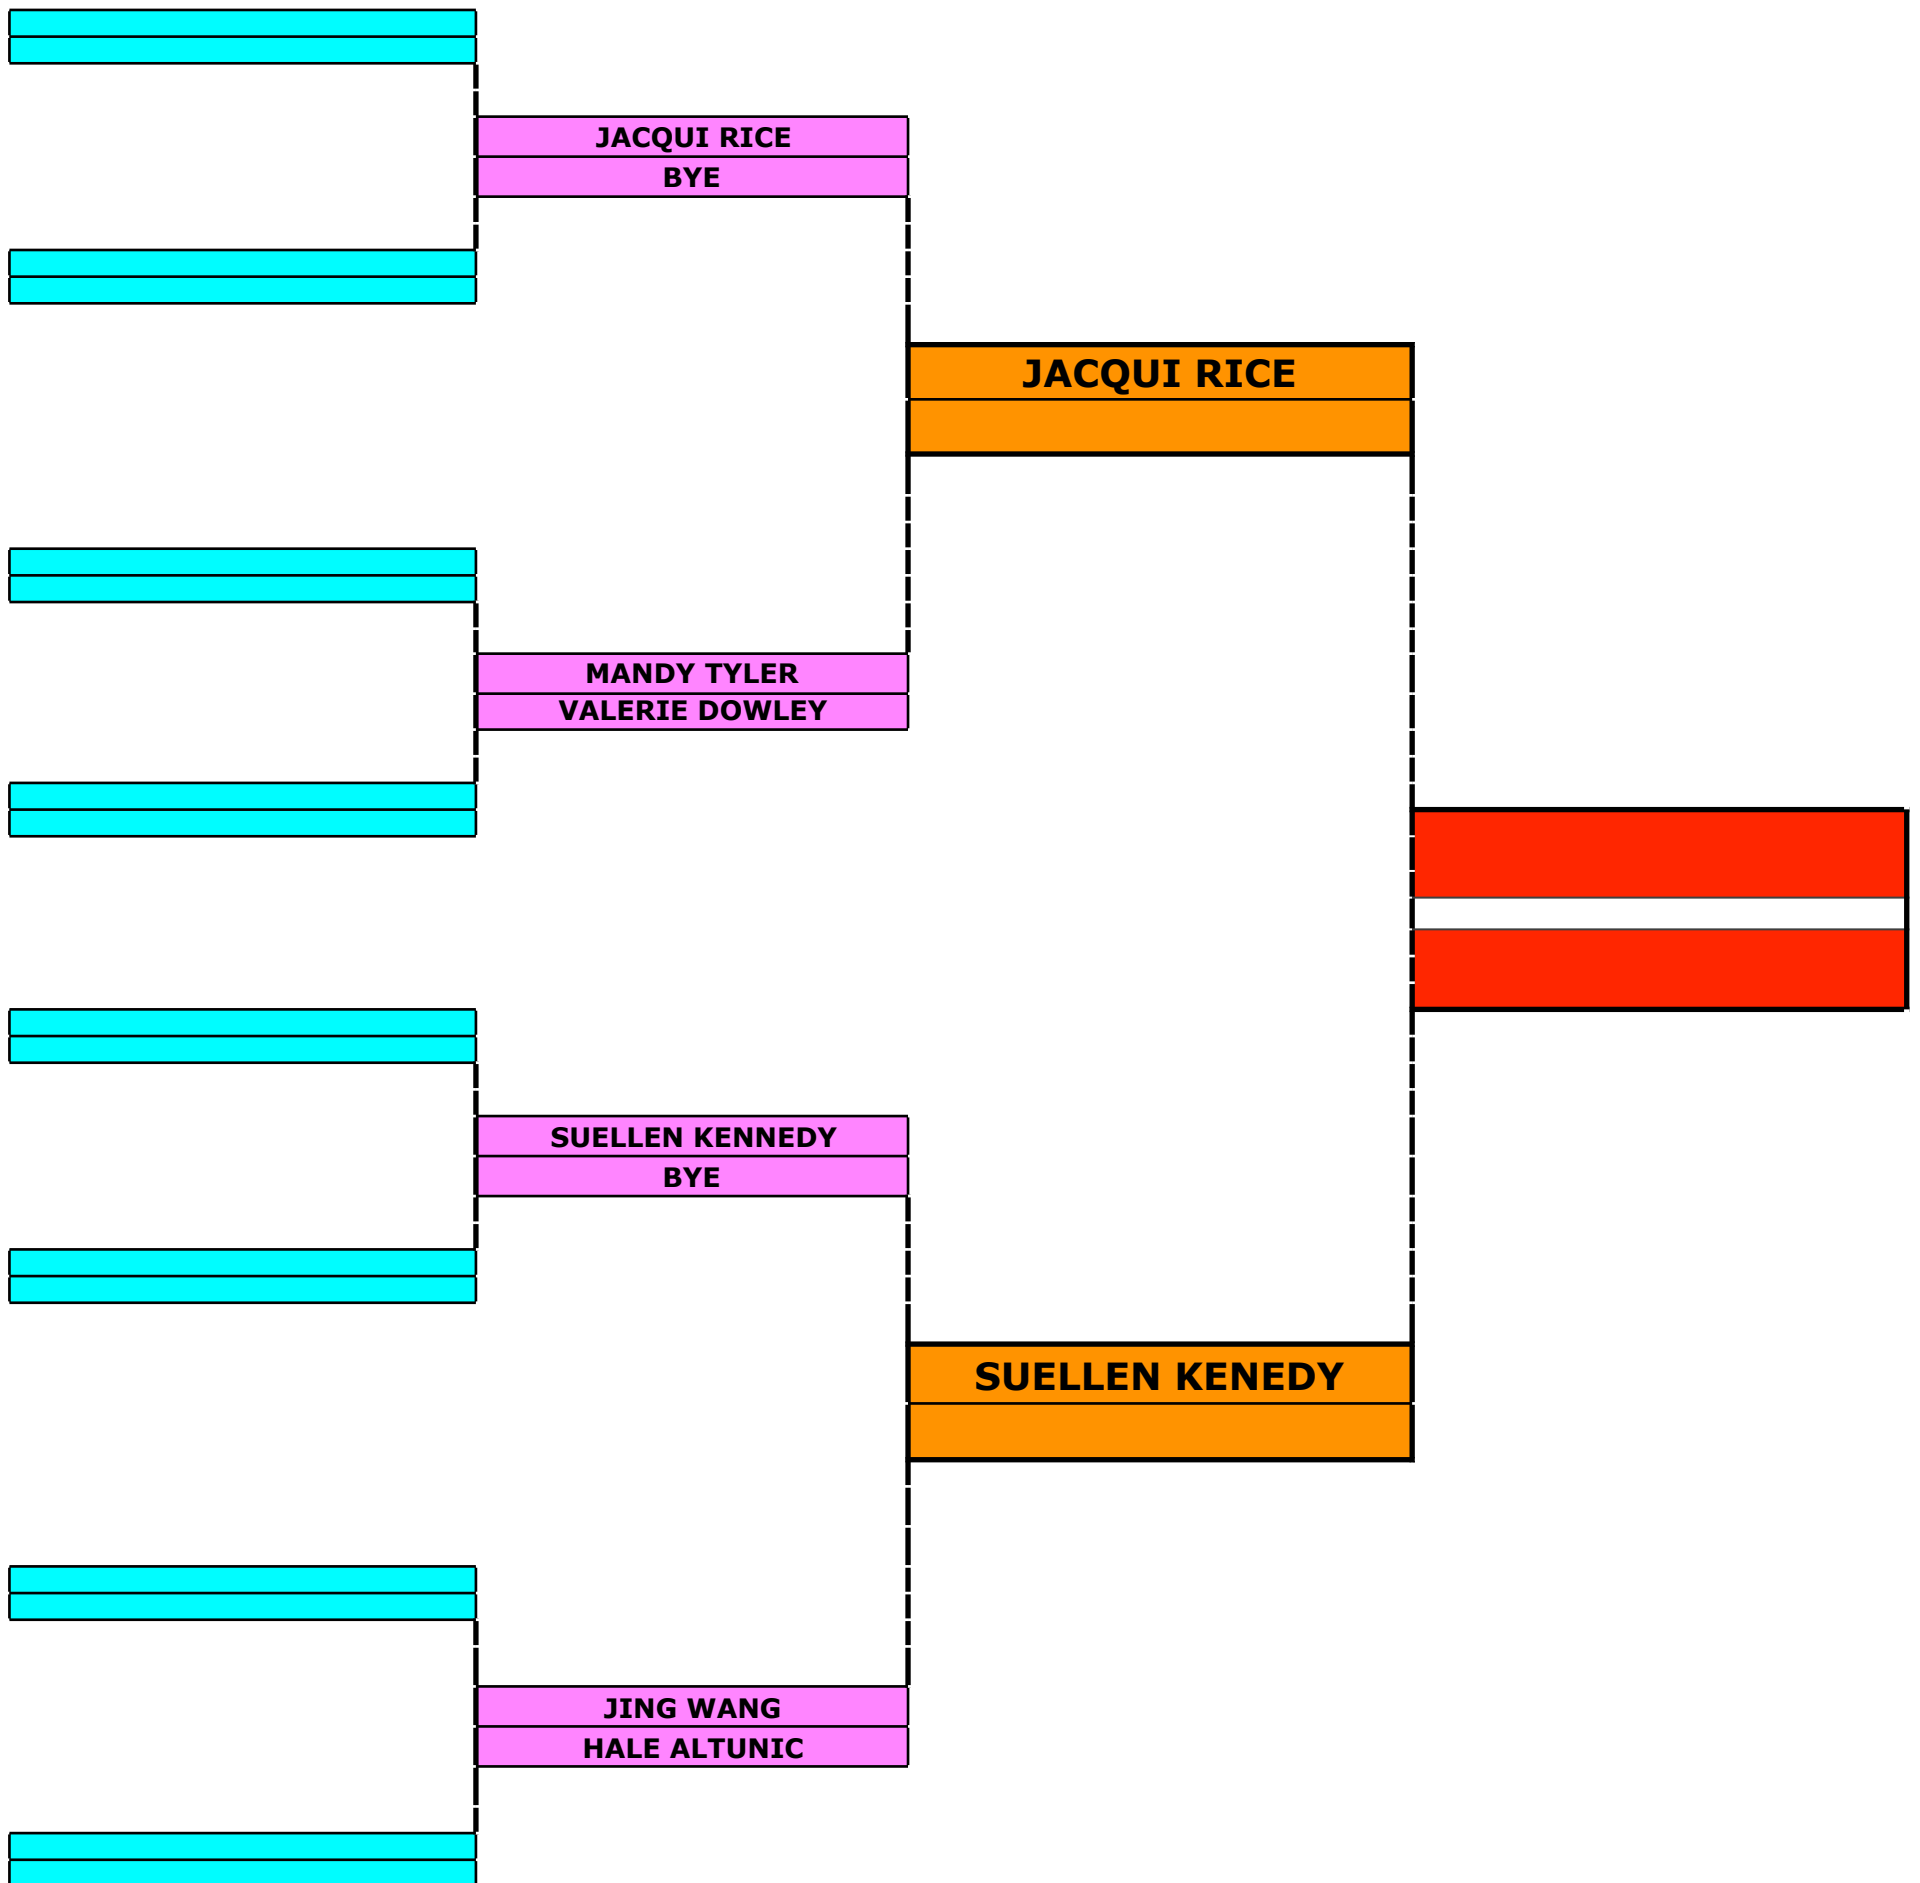 JACQUI RICE
BYE
JACQUI RICE
MANDY TYLER
VALERIE DOWLEY
SUELLEN KENNEDY
BYE
SUELLEN KENEDY
JING WANG
HALE ALTUNIC